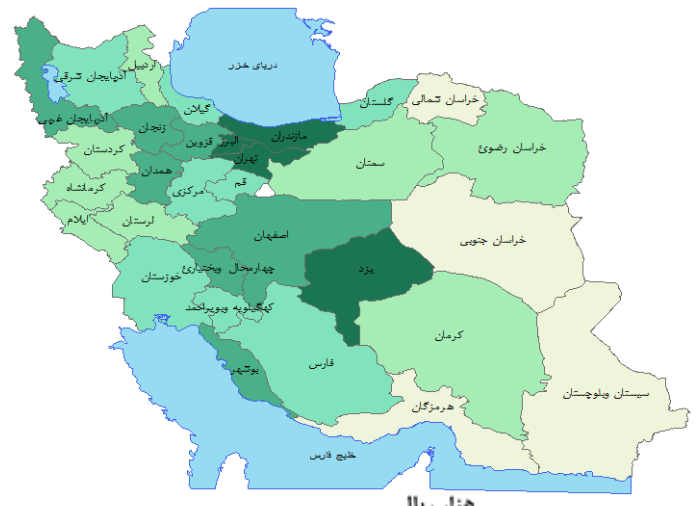 دریای خزر
اردبیل
آذربایجان شرقی
آذربایجان غربی
گیلان
زنجان
قزوین
البرز
مازندران
تهران
گلستان
خراسان شمالی
خراسان رضوی
سمنان
کردستان
همدان
کرمانشاه
مرکزی
قم
ایلام
لرستان
اصفهان
خراسان جنوبی
یزد
خوزستان
چهارمحال وبختیاری
کهگیلویه وبویراحمد
کرمان
فارس
بوشهر
سیستان وبلوچستان
هرمزگان
خلیج فارس